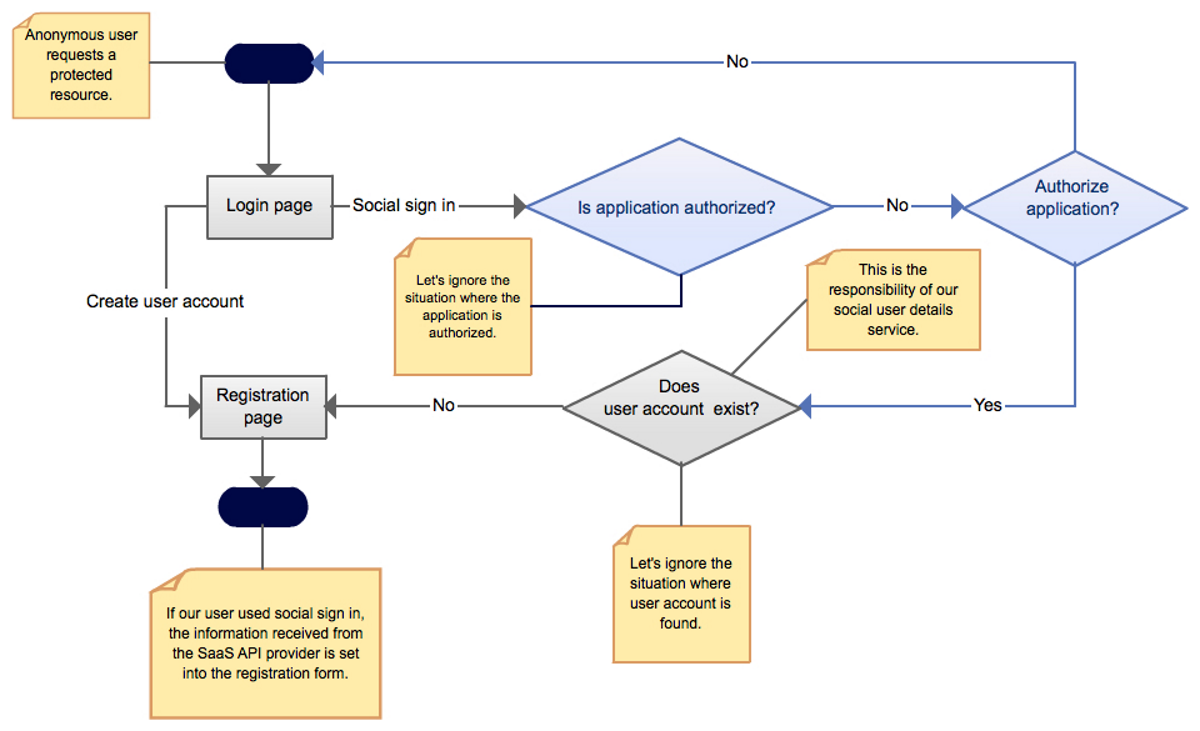 Anonymous user
requests a
protected
resource.
No
Login page
Social sign in
Is application authorized?
No
Authorize
application?
Let's ignore the
situation where the
application is
authorized.
This is the
responsibility of our
social user details
service.
Create user account
Registration
page
No
Does
user account exist?
Yes
Let's ignore the
situation where
user account is
found.
If our user used social sign in,
the information received from
the SaaS API provider is set
into the registration form.